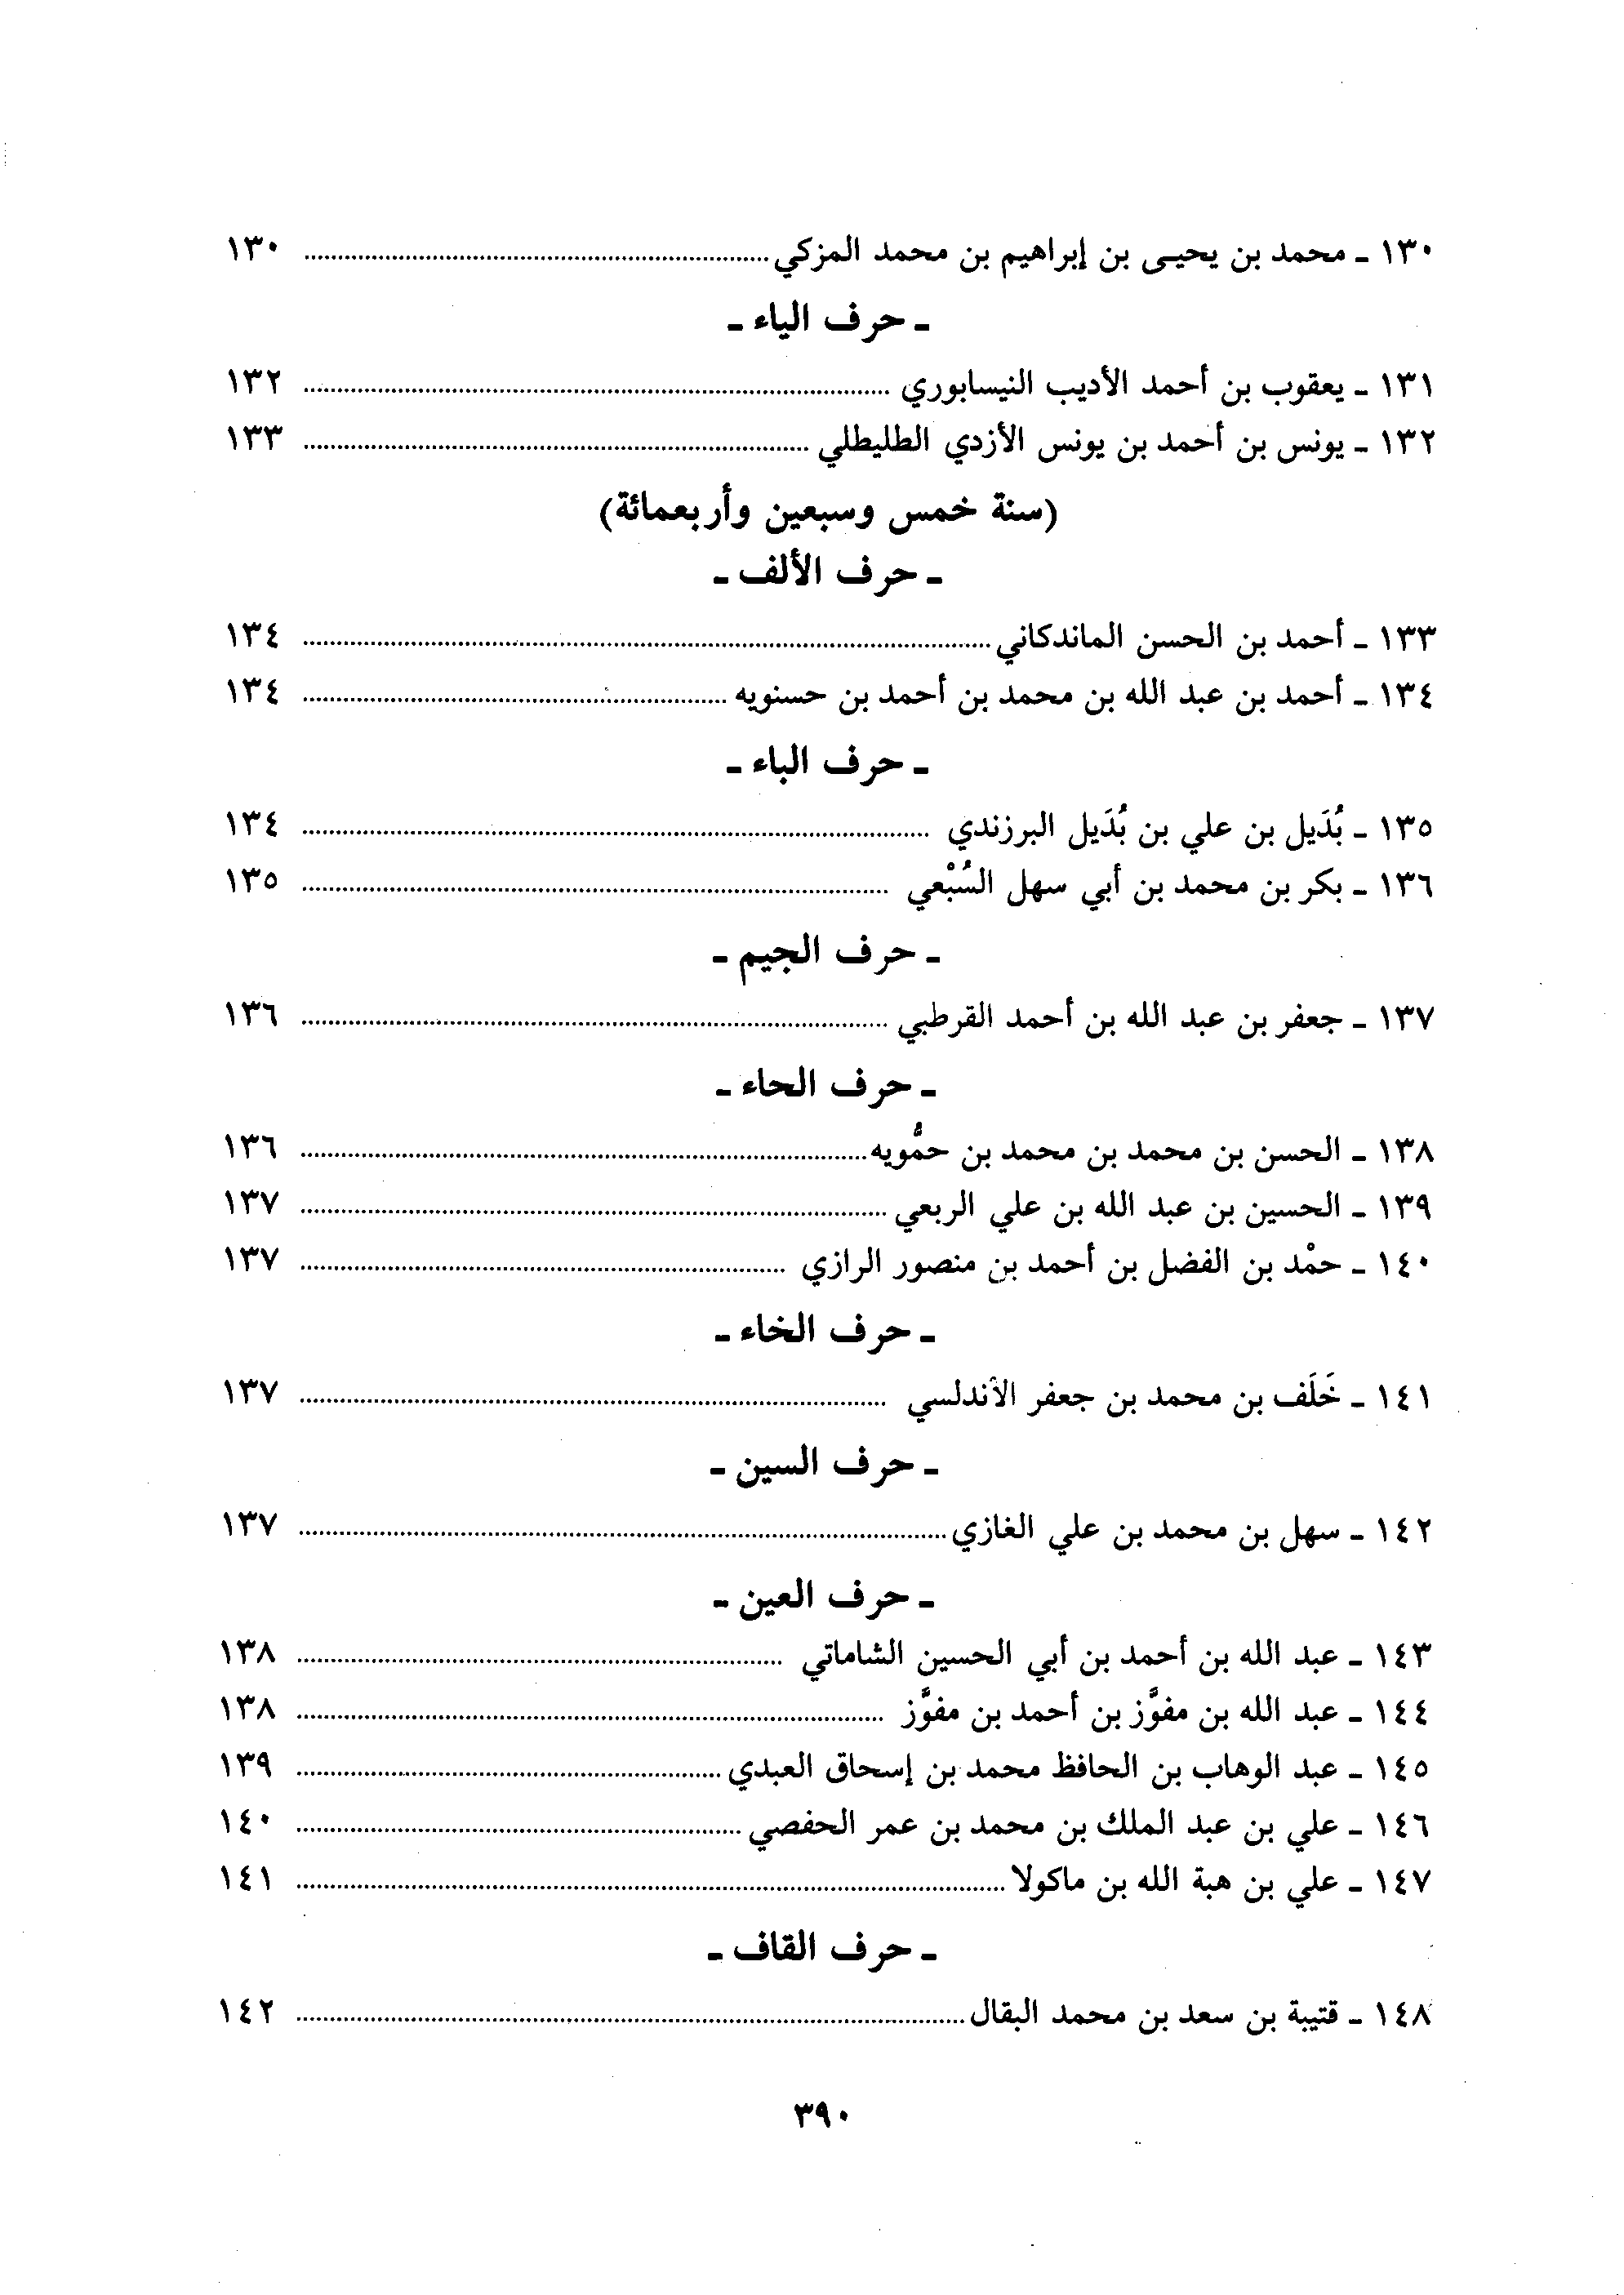 ١٣٠ ـ محمد بن يحيى بن إبراهيم بن محمد المزكي ........ ١٣٠
ـ حرف الياء ـ
١٣١ ـ يعقوب بن أحمد الأديب النيسابوري ........ ١٣٢
١٣٢ ـ يونس بن أحمد بن يونس الأزدي الطليطلي ........ ١٣٣
(سنة خمس وسبعين وأربعمائة)
ـ حرف الألف ـ
١٣٣ ـ أحمد بن الحسن الماندكاني ........ ١٣٤
١٣٤ ـ أحمد بن عبد الله بن محمد بن أحمد بن حسنويه ........ ١٣٤
ـ حرف الباء ـ
١٣٥ ـ بُدَيل بن علي بن بُدَيل البرزندي ........ ١٣٤
١٣٦ ـ بكر بن محمد بن أبي سهل السُبْعي ........ ١٣٥
ـ حرف الجيم ـ
١٣٧ ـ جعفر بن عبد الله بن أحمد القرطبي ........ ١٣٦
ـ حرف الحاء ـ
١٣٨ ـ الحسن بن محمد بن محمد بن حمُّويه ........ ١٣٦
١٣٩ ـ الحسين بن عبد الله بن علي الربعي ........ ١٣٧
١٤٠ ـ حمْد بن الفضل بن أحمد بن منصور الرازي ........ ١٣٧
ـ حرف الخاء ـ
١٤١ ـ خَلَف بن محمد بن جعفر الأندلسي ........ ١٣٧
ـ حرف السين ـ
١٤٢ ـ سهل بن محمد بن علي الغازي ........ ١٣٧
ـ حرف العين ـ
١٤٣ ـ عبد الله بن أحمد بن أبي الحسين الشاماتي ........ ١٣٨
١٤٤ ـ عبد الله بن مفوَّز بن أحمد بن مفوَّز ........ ١٣٨
١٤٥ ـ عبد الوهاب بن الحافظ محمد بن إسحاق العبدي ........ ١٣٩
١٤٦ ـ علي بن عبد الملك بن محمد بن عمر الحفصي ........ ١٤٠
١٤٧ ـ علي بن هبة الله بن ماكولا ........ ١٤١
ـ حرف القاف ـ
١٤٨ ـ قتيبة بن سعد بن محمد البقال ........ ١٤٢
٣٩٠